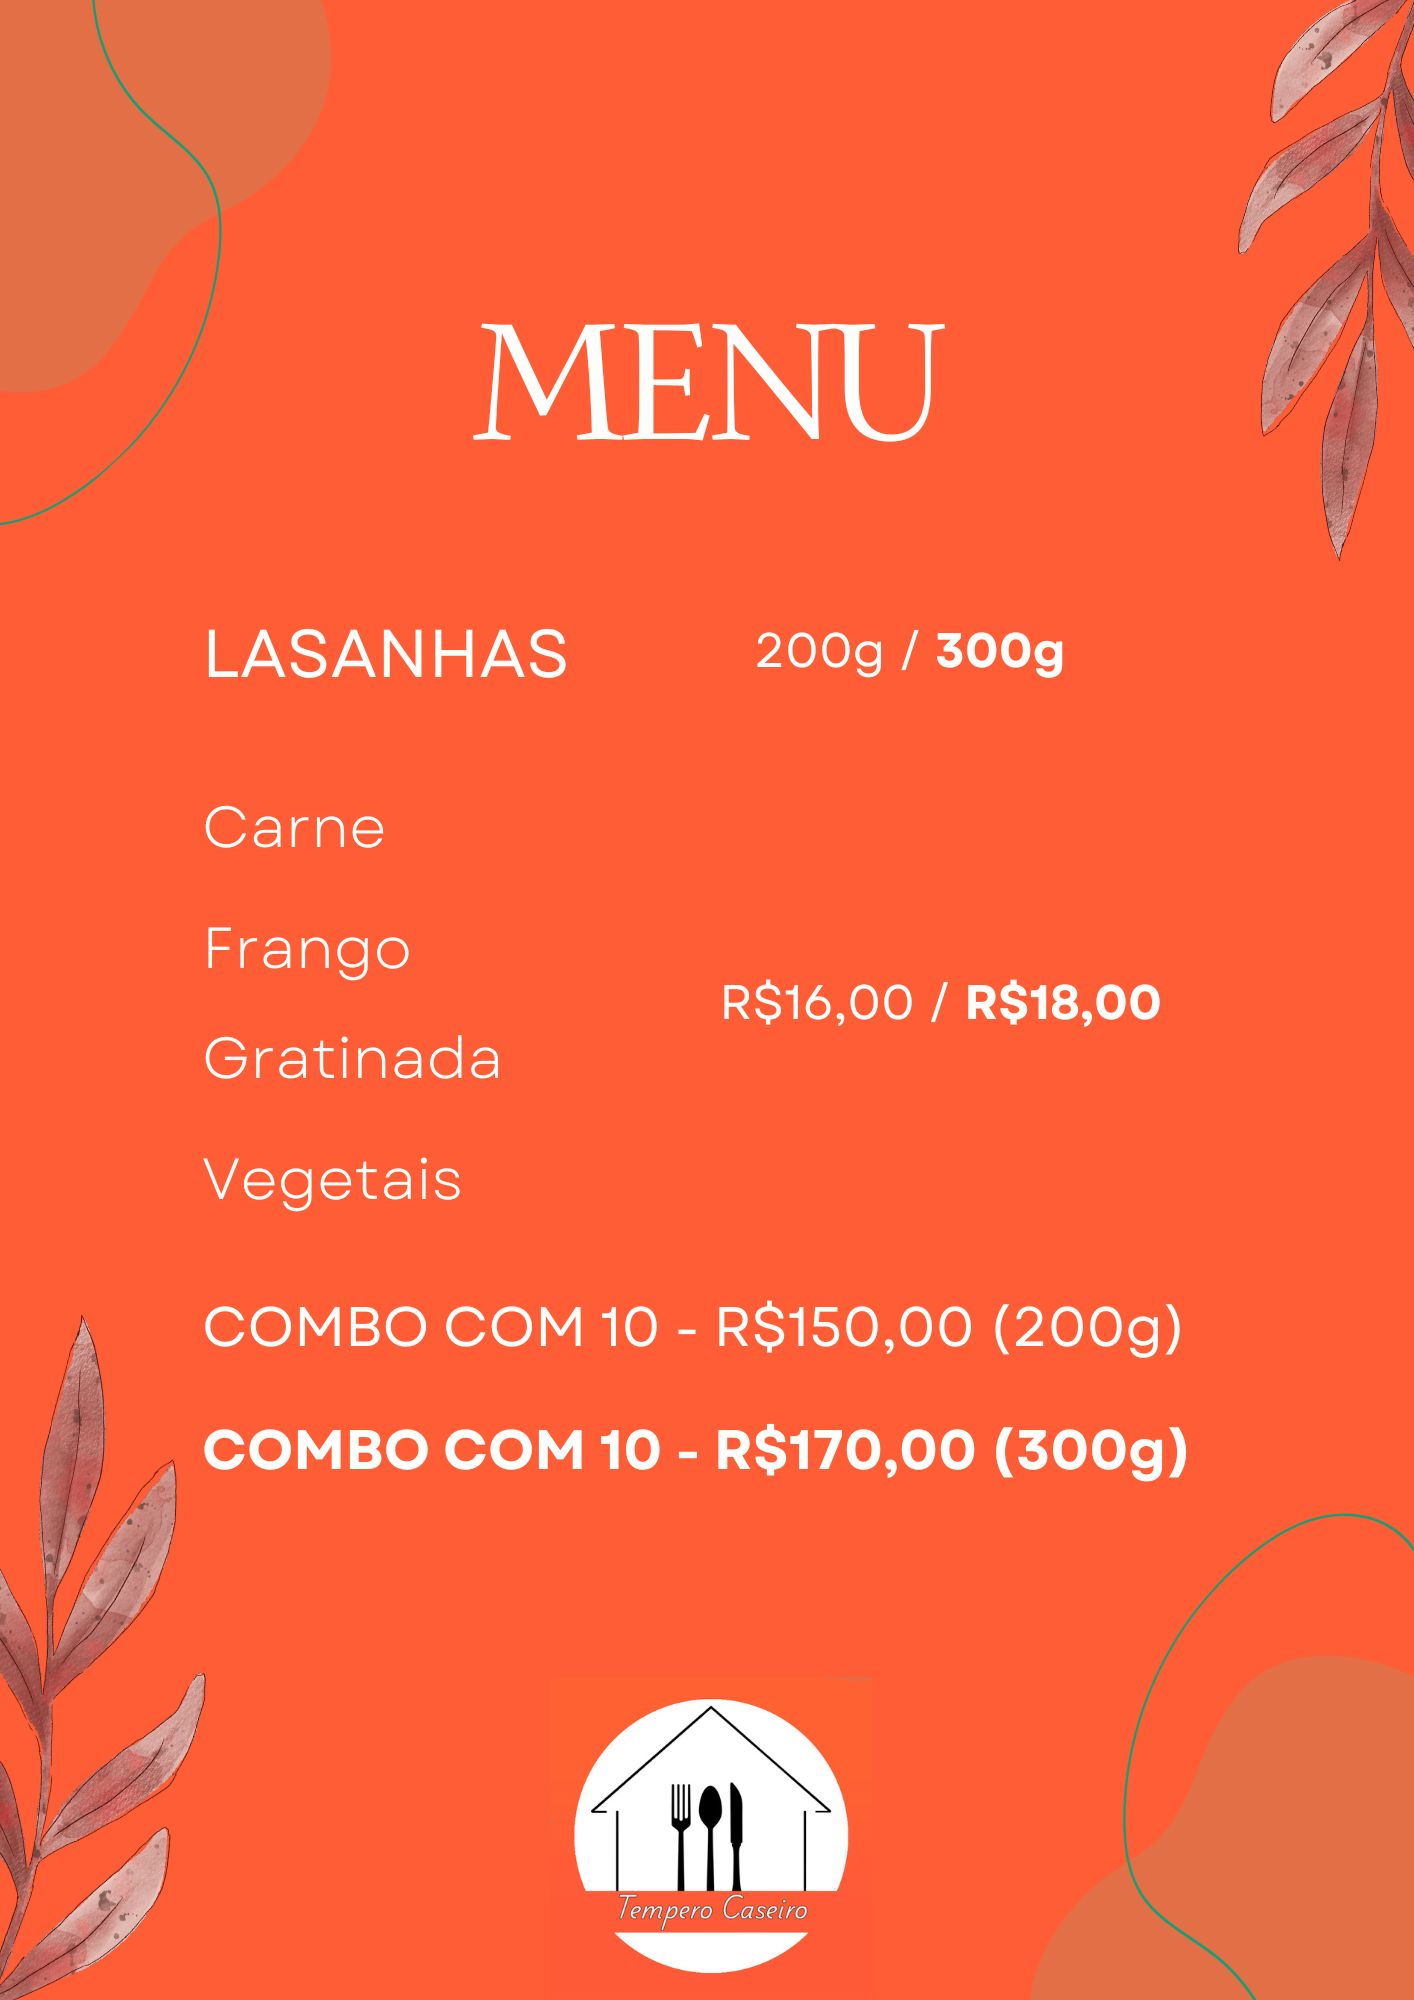 MENU
LASANHAS 200g / 300g
Carne
Frango
R$16,00 / R$18,00
Gratinada
Vegetais
COMBO COM 10 - R$150,00 (200g)
COMBO COM 10 - R$170,00 (300g)
Tempero Caseiro